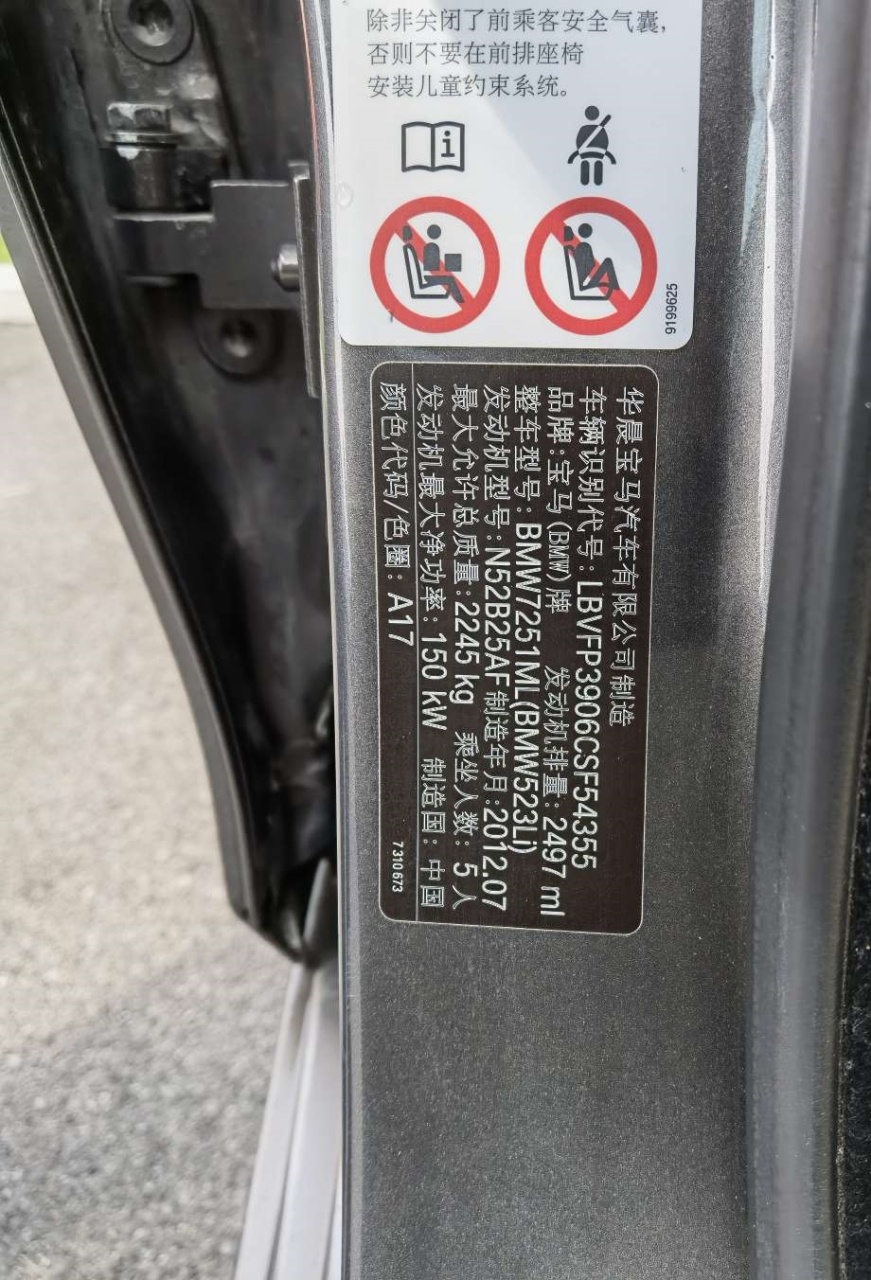 除非关闭了前乘客安全气囊，
否则不要在前排座椅
安装儿童约束系统。
i
9199625
华晨宝马汽车有限公司制造
车辆识别代号：LBVFP3906CSF54355
品牌：宝马(BMW)牌 发动机排量：2497 ml
整车型号：BMW7251ML(BMW523Li)
发动机型号：N52B25AF 制造年月：2012.07
最大允许总质量：2245 kg 乘坐人数：5 人
发动机最大净功率：150 kW 制造国：中国
颜色代码/色圈：A17
7310673